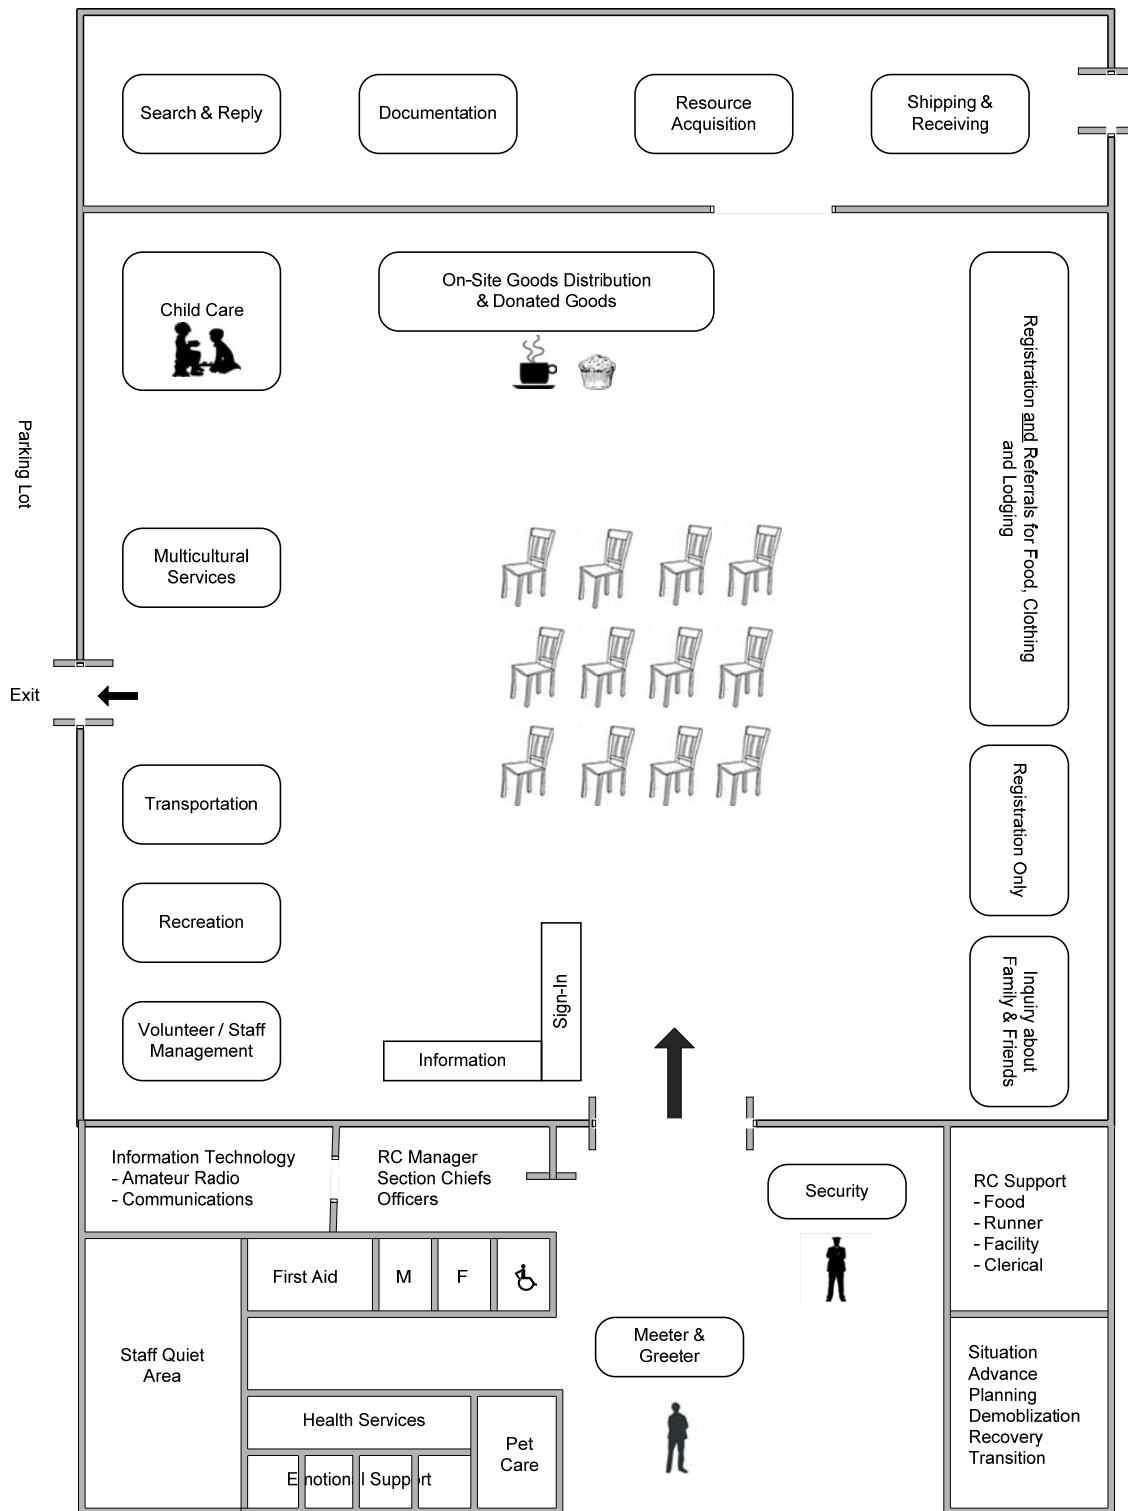 Search & Reply
Documentation
Resource
Acquisition
Shipping &
Receiving
Child Care
On-Site Goods Distribution
& Donated Goods
Registration and Referrals for Food, Clothing
and Lodging
Parking Lot
Multicultural
Services
Exit
Transportation
Registration Only
Recreation
Sign-In
Volunteer / Staff
Management
Information
Inquiry about
Family & Friends
Information Technology
- Amateur Radio
- Communications
RC Manager
Section Chiefs
Officers
Security
RC Support
- Food
- Runner
- Facility
- Clerical
First Aid
M
F
Meeter &
Greeter
Staff Quiet
Area
Situation
Advance
Planning
Demoblization
Recovery
Transition
Health Services
Pet
Care
Emotional Support